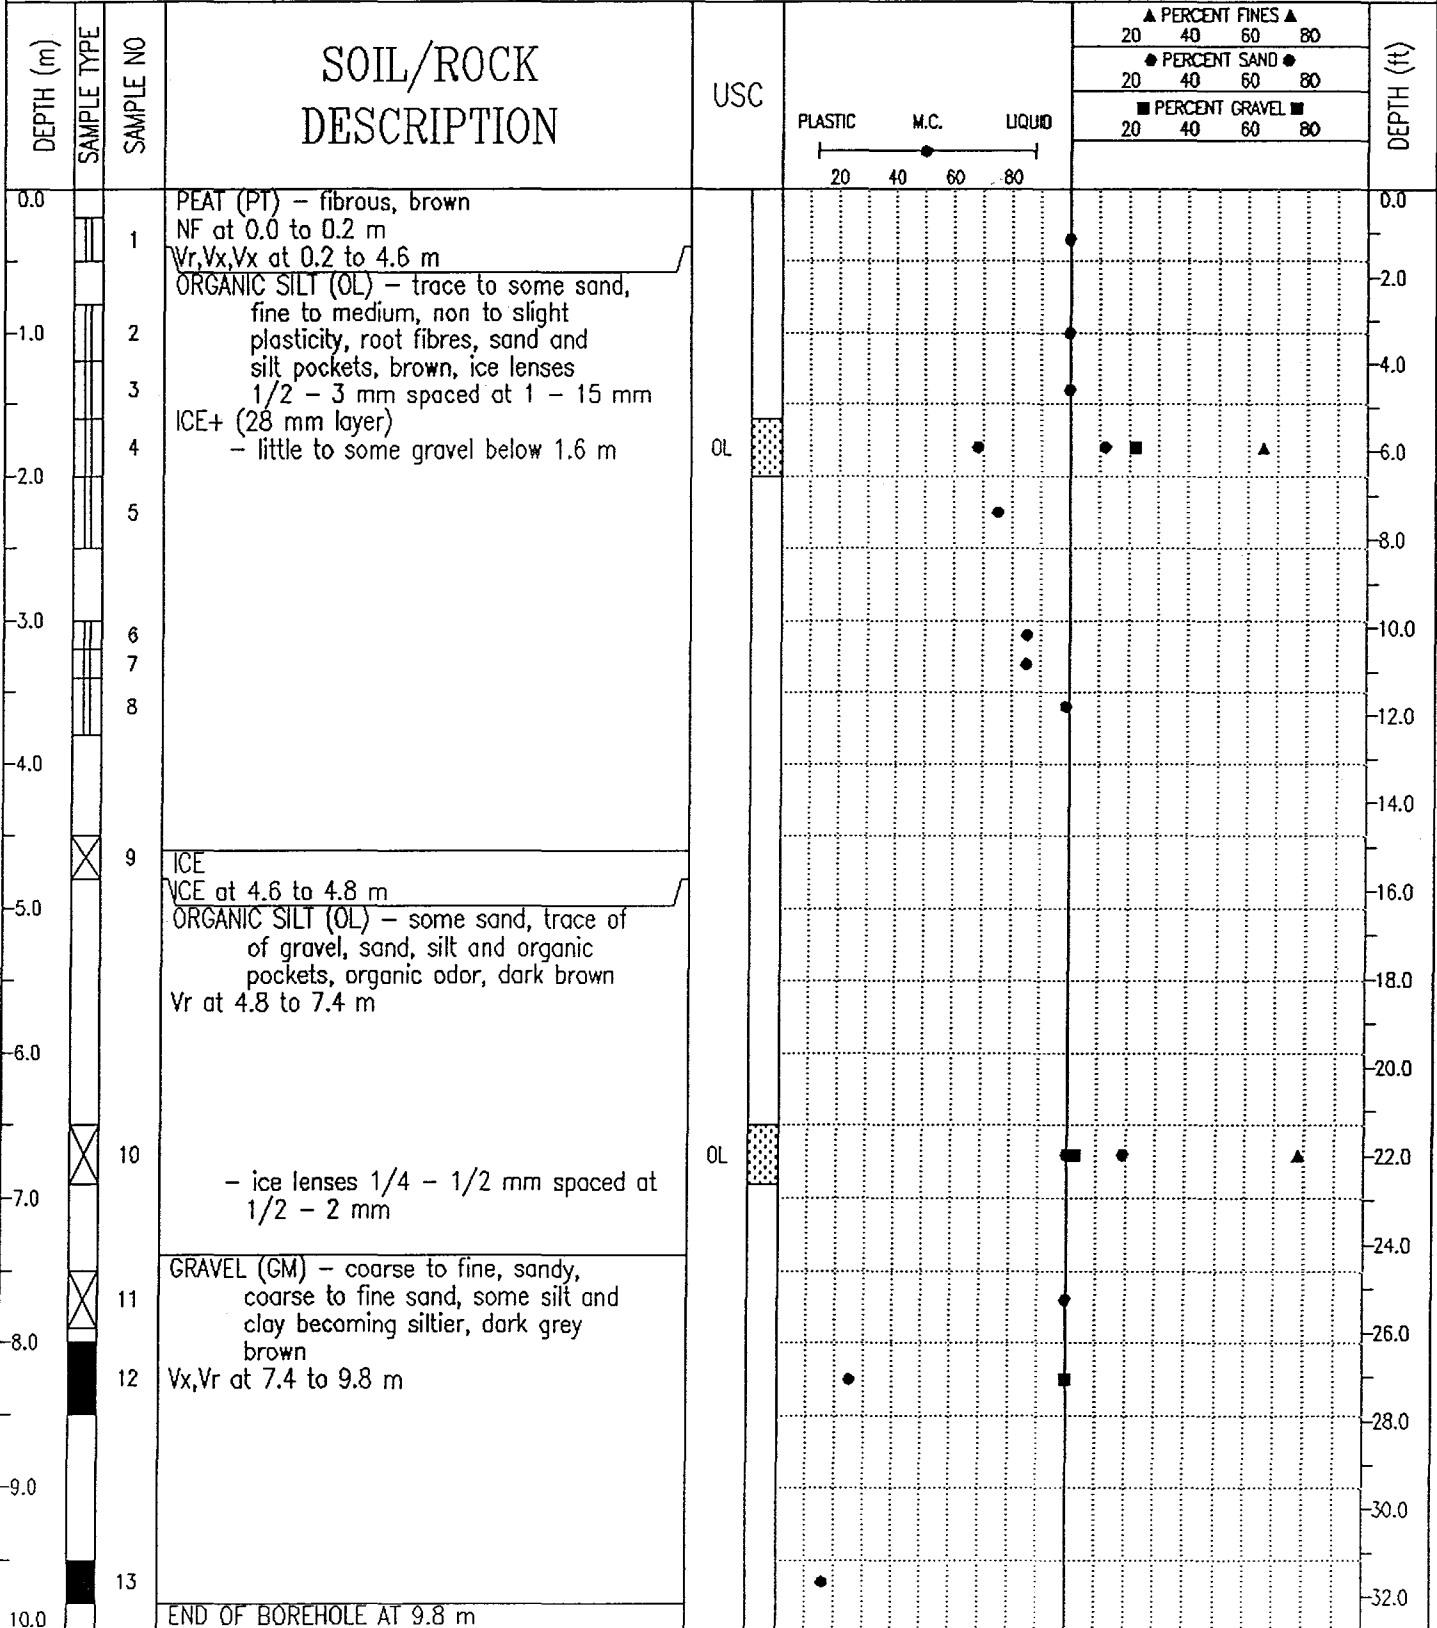 DEPTH (m)
SAMPLE TYPE
SAMPLE NO
SOIL/ROCK
DESCRIPTION
USC
PLASTIC M.C. LIQUID
20 40 60 80
▲ PERCENT FINES ▲
20 40 60 80
● PERCENT SAND ●
20 40 60 80
■ PERCENT GRAVEL ■
20 40 60 80
DEPTH (ft)
0.0
PEAT (PT) – fibrous, brown
0.0
NF at 0.0 to 0.2 m
1
Vr,Vx,Vx at 0.2 to 4.6 m
ORGANIC SILT (OL) – trace to some sand,
2.0
fine to medium, non to slight
1.0
2
plasticity, root fibres, sand and
silt pockets, brown, ice lenses
4.0
3
1/2 – 3 mm spaced at 1 – 15 mm
ICE+ (28 mm layer)
4
– little to some gravel below 1.6 m
OL
6.0
2.0
5
8.0
3.0
6
10.0
7
8
12.0
4.0
14.0
9
ICE
ICE at 4.6 to 4.8 m
16.0
5.0
ORGANIC SILT (OL) – some sand, trace of
of gravel, sand, silt and organic
pockets, organic odor, dark brown
18.0
Vr at 4.8 to 7.4 m
6.0
20.0
10
OL
22.0
– ice lenses 1/4 – 1/2 mm spaced at
7.0
1/2 – 2 mm
24.0
GRAVEL (GM) – coarse to fine, sandy,
11
coarse to fine sand, some silt and
clay becoming siltier, dark grey
26.0
8.0
brown
12
Vx,Vr at 7.4 to 9.8 m
28.0
9.0
30.0
13
32.0
10.0
END OF BOREHOLE AT 9.8 m